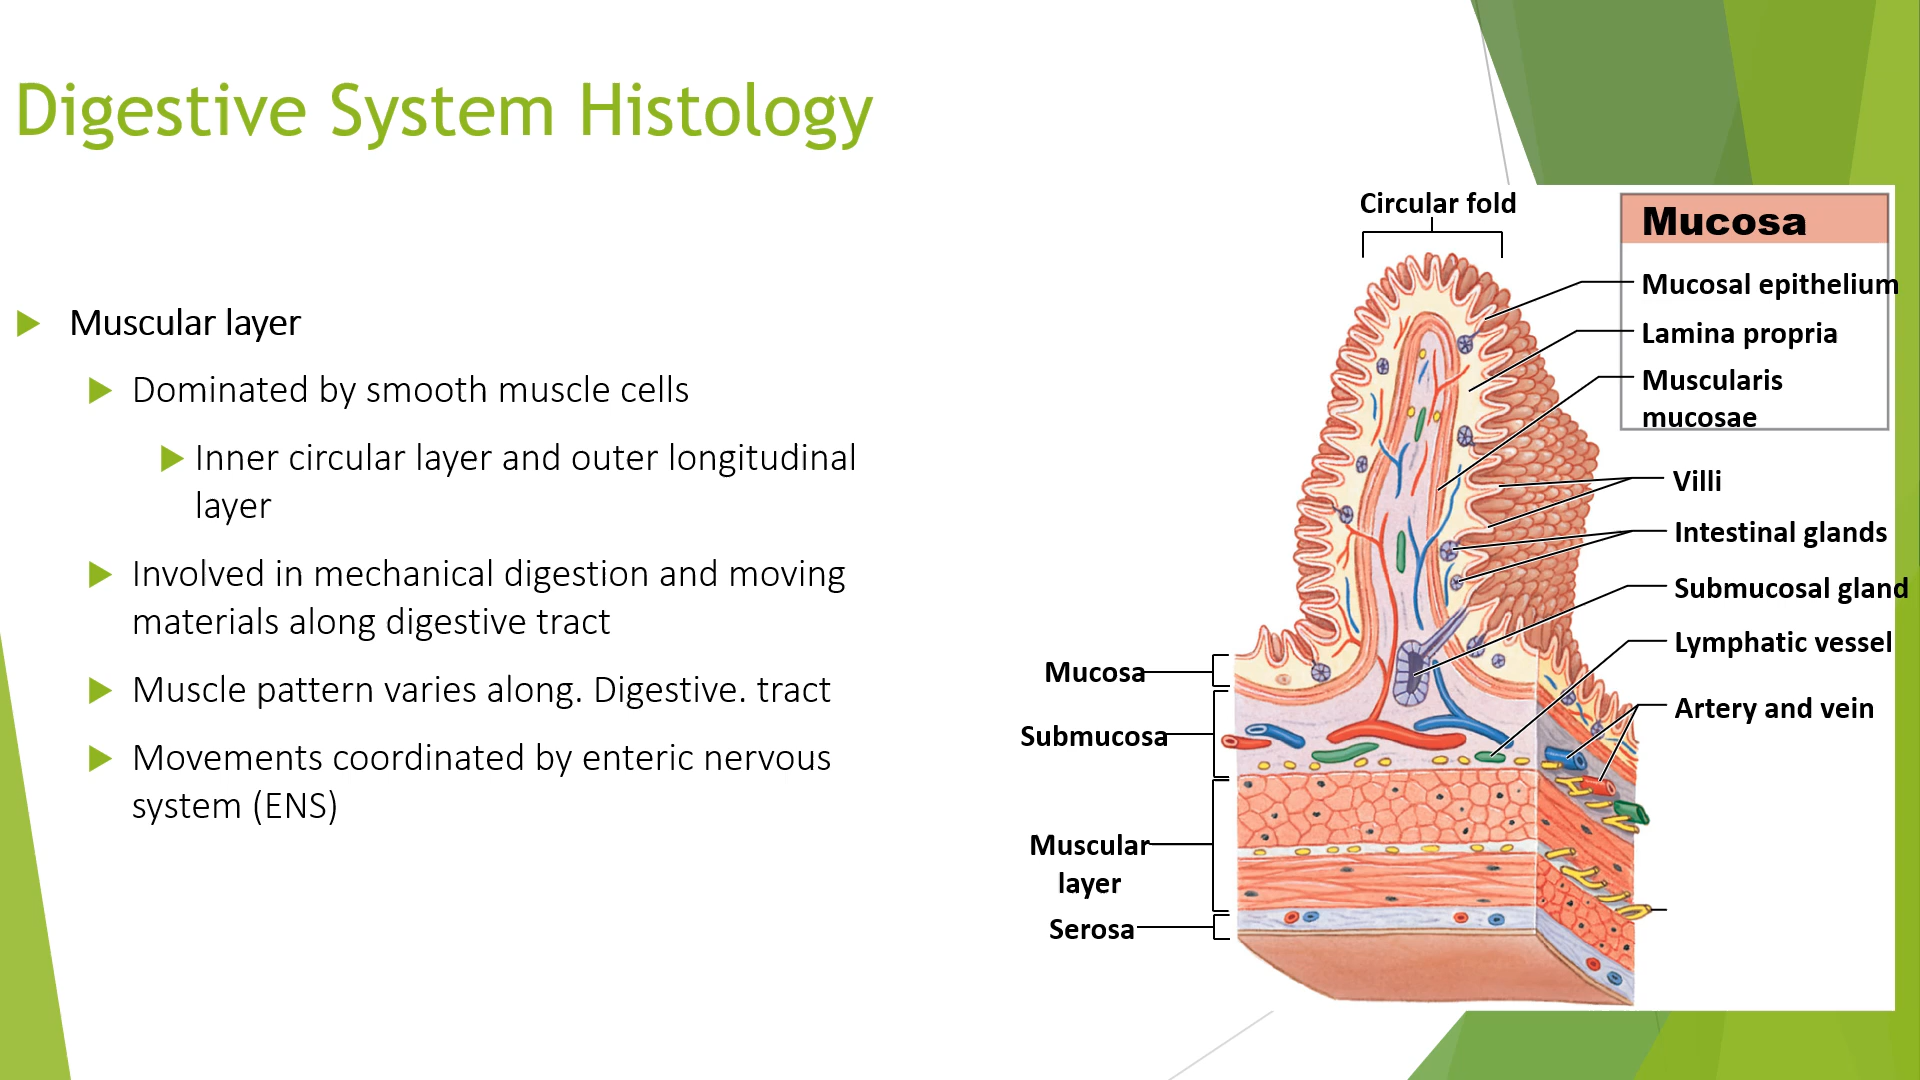 Digestive System Histology
Muscular layer
Dominated by smooth muscle cells
Inner circular layer and outer longitudinal
layer
Involved in mechanical digestion and moving
materials along digestive tract
Muscle pattern varies along. Digestive. tract
Movements coordinated by enteric nervous
system (ENS)
Circular fold
Mucosa
Mucosal epithelium
Lamina propria
Muscularis
mucosae
Villi
Intestinal glands
Submucosal gland
Lymphatic vessel
Artery and vein
Mucosa
Submucosa
Muscular
layer
Serosa